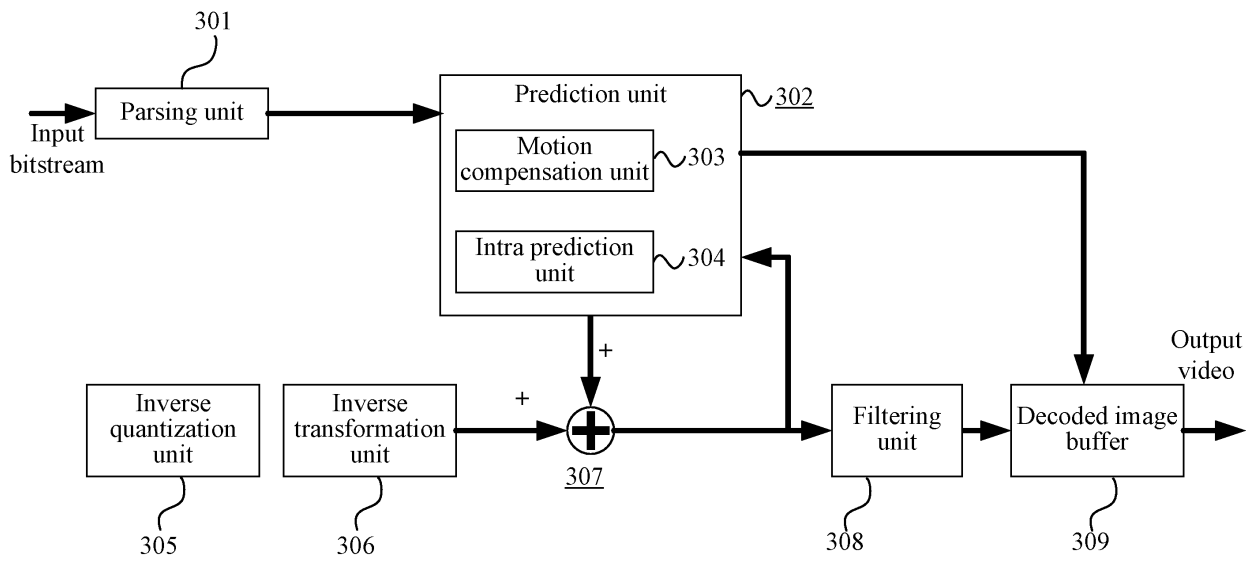 301
Parsing unit
Input
bitstream
Prediction unit
302
Motion
compensation unit
303
Intra prediction
unit
304
+
+
Inverse
quantization
unit
305
Inverse
transformation
unit
306
307
Filtering
unit
308
Decoded image
buffer
309
Output
video